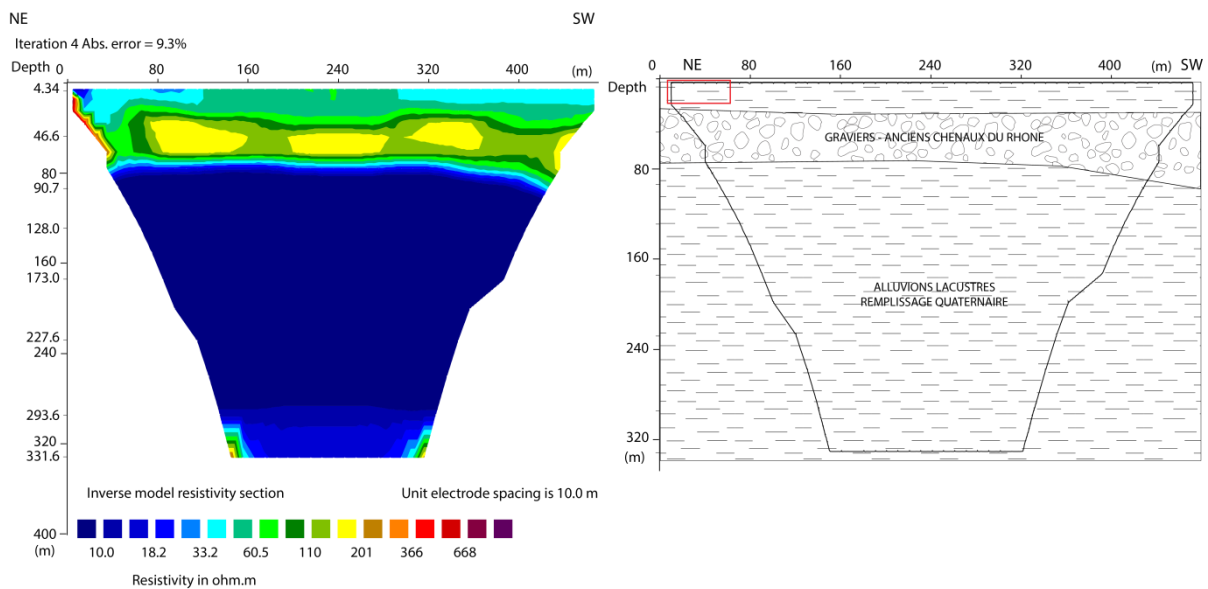 NE SW
Iteration 4 Abs. error = 9.3%
Depth 0 80 160 240 320 400 (m)
4.34
46.6
80
90.7
128.0
160
173.0
227.6
240
293.6
320
331.6
Inverse model resistivity section Unit electrode spacing is 10.0 m
400
(m)
10.0 18.2 33.2 60.5 110 201 366 668
Resistivity in ohm.m
NE (m) SW
Depth 0 80 160 240 320 400
GRAVIERS - ANCIENS CHENAUX DU RHONE
80
160
ALLUVIONS LACUSTRES
REMPLISSAGE QUATERNAIRE
240
320
(m)